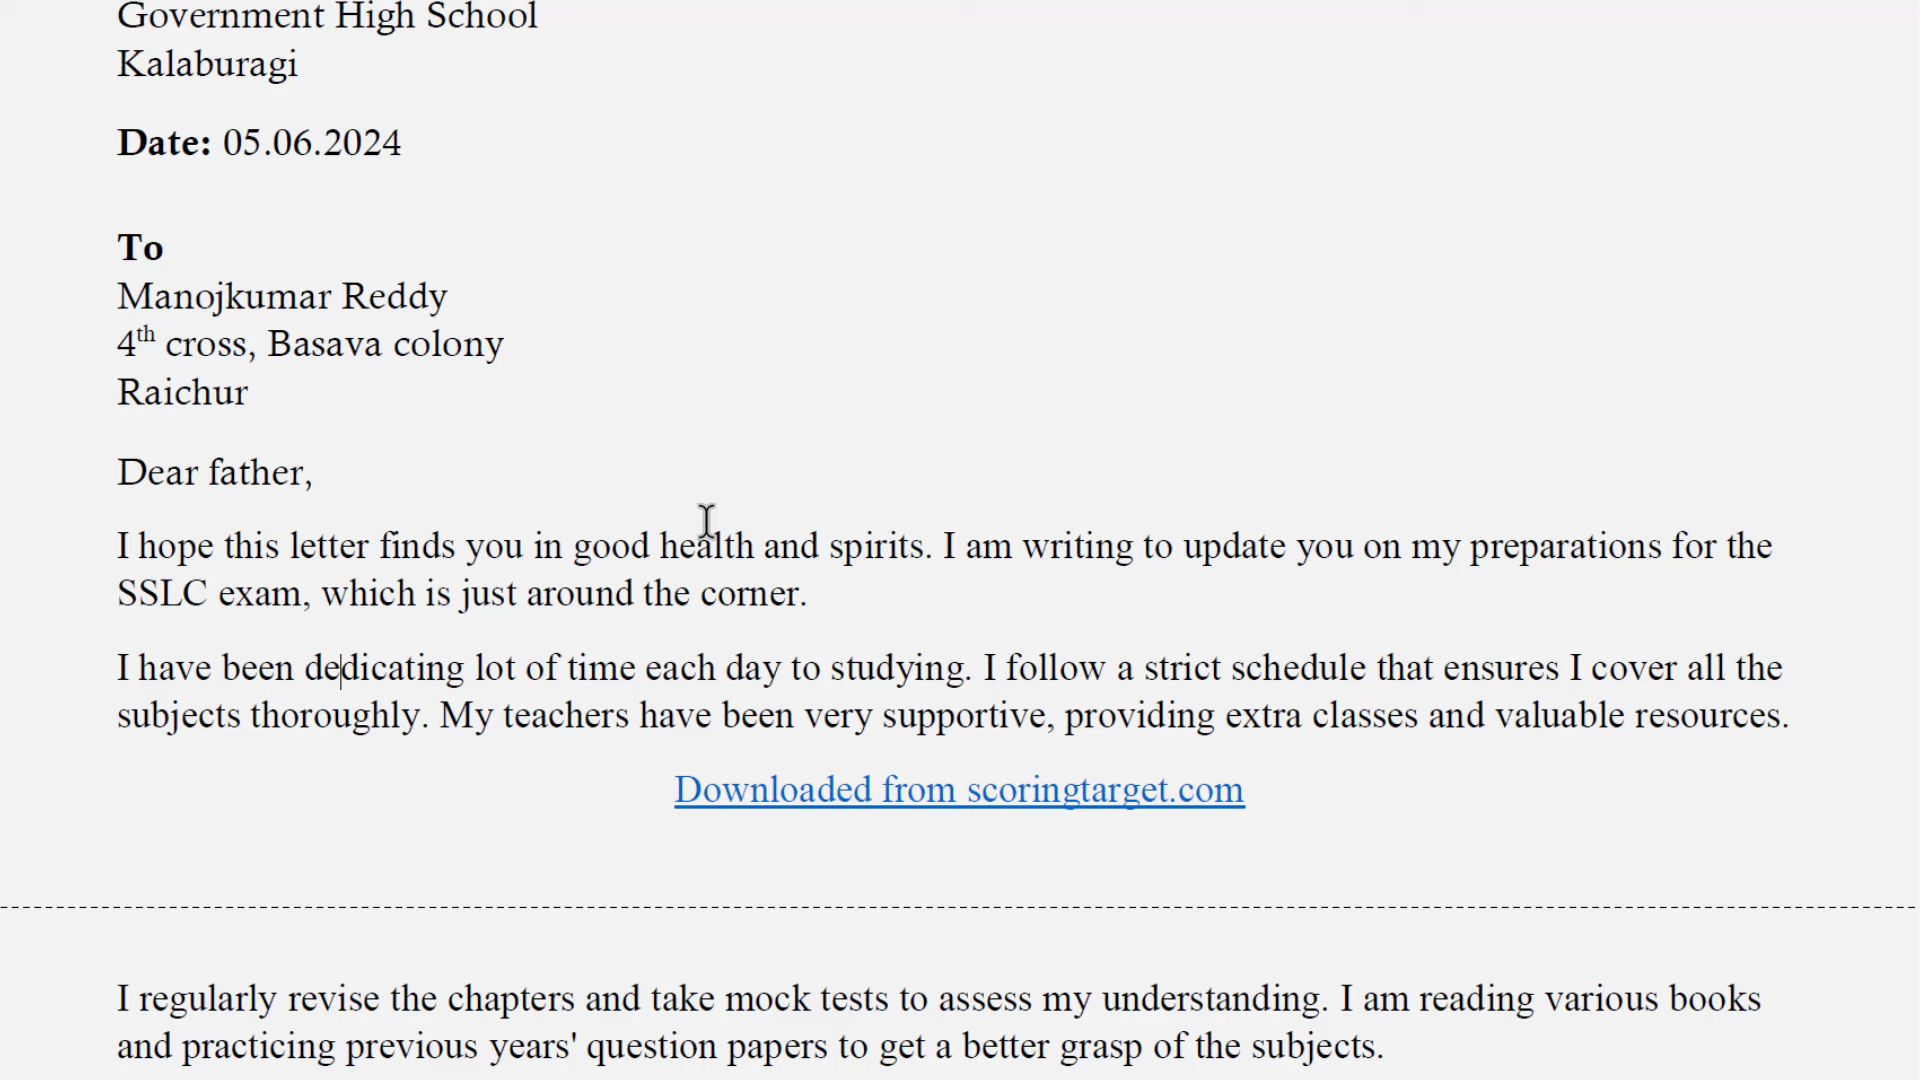 Government High School
Kalaburagi
Date: 05.06.2024
To
Manojkumar Reddy
4th cross, Basava colony
Raichur
Dear father,
I hope this letter finds you in good health and spirits. I am writing to update you on my preparations for the
SSLC exam, which is just around the corner.
I have been dedicating lot of time each day to studying. I follow a strict schedule that ensures I cover all the
subjects thoroughly. My teachers have been very supportive, providing extra classes and valuable resources.
Downloaded from scoringtarget.com
I regularly revise the chapters and take mock tests to assess my understanding. I am reading various books
and practicing previous years' question papers to get a better grasp of the subjects.